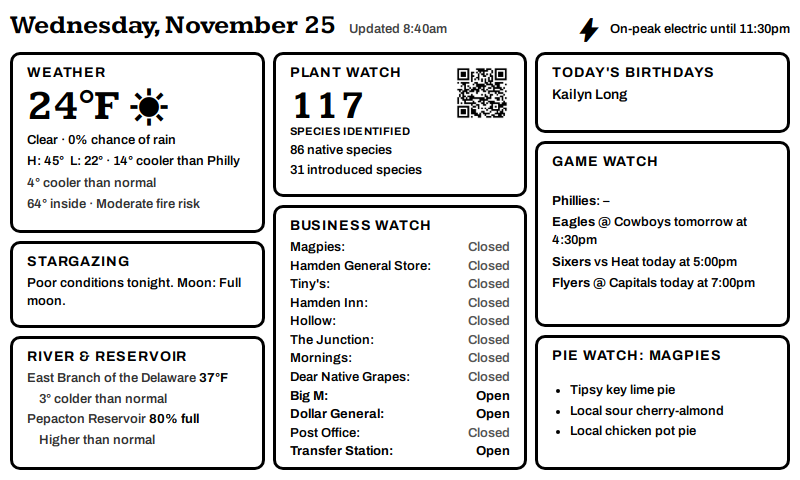 Wednesday, November 25 Updated 8:40am
On-peak electric until 11:30pm
WEATHER
24°F
Clear · 0% chance of rain
H: 45° L: 22° · 14° cooler than Philly
4° cooler than normal
64° inside · Moderate fire risk
STARGAZING
Poor conditions tonight. Moon: Full
moon.
RIVER & RESERVOIR
East Branch of the Delaware 37°F
3° colder than normal
Pepacton Reservoir 80% full
Higher than normal
PLANT WATCH
117
SPECIES IDENTIFIED
86 native species
31 introduced species
BUSINESS WATCH
Magpies: Closed
Hamden General Store: Closed
Tiny's: Closed
Hamden Inn: Closed
Hollow: Closed
The Junction: Closed
Mornings: Closed
Dear Native Grapes: Closed
Big M: Open
Dollar General: Open
Post Office: Closed
Transfer Station: Open
TODAY'S BIRTHDAYS
Kailyn Long
GAME WATCH
Phillies: –
Eagles @ Cowboys tomorrow at
4:30pm
Sixers vs Heat today at 5:00pm
Flyers @ Capitals today at 7:00pm
PIE WATCH: MAGPIES
• Tipsy key lime pie
• Local sour cherry-almond
• Local chicken pot pie